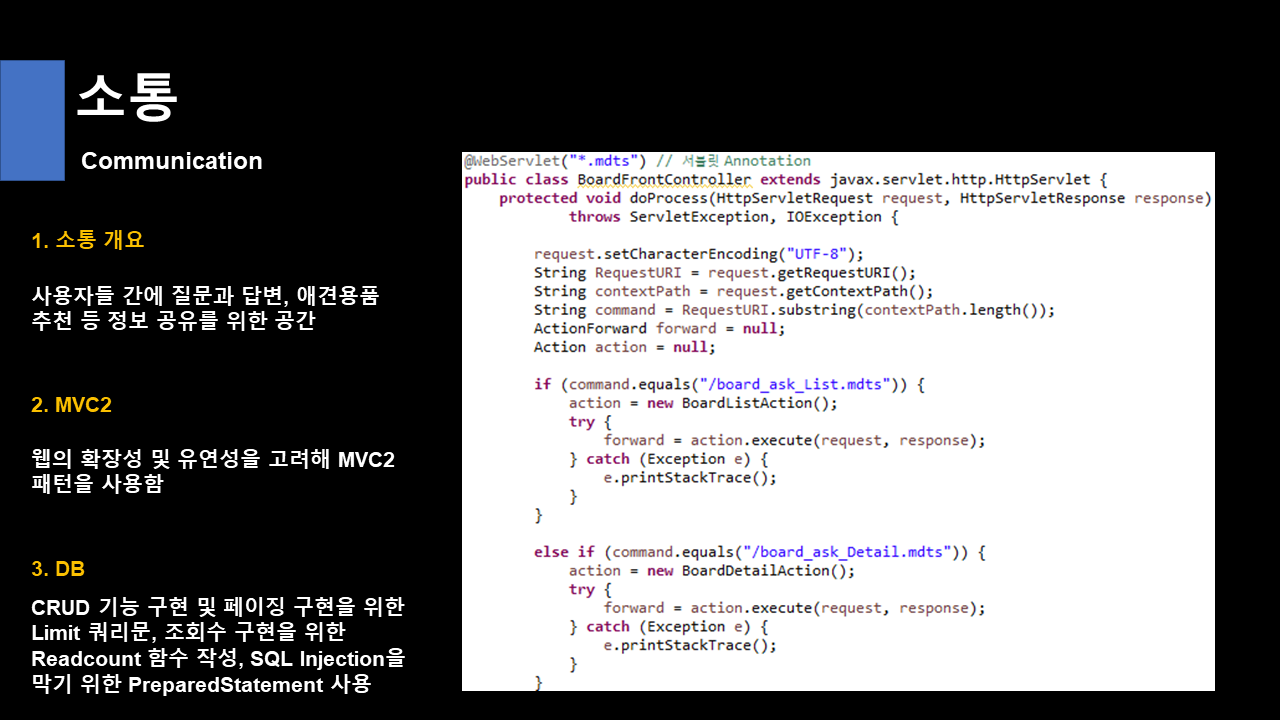 소통
Communication
1. 소통 개요
사용자들 간에 질문과 답변, 애견용품
추천 등 정보 공유를 위한 공간
2. MVC2
웹의 확장성 및 유연성을 고려해 MVC2
패턴을 사용함
3. DB
CRUD 기능 구현 및 페이징 구현을 위한
Limit 쿼리문, 조회수 구현을 위한
Readcount 함수 작성, SQL Injection을
막기 위한 PreparedStatement 사용
@WebServlet("*.mdts") // 서블릿 Annotation
public class BoardFrontController extends javax.servlet.http.HttpServlet {
    protected void doProcess(HttpServletRequest request, HttpServletResponse response)
            throws ServletException, IOException {
        request.setCharacterEncoding("UTF-8");
        String RequestURI = request.getRequestURI();
        String contextPath = request.getContextPath();
        String command = RequestURI.substring(contextPath.length());
        ActionForward forward = null;
        Action action = null;
        if (command.equals("/board_ask_List.mdts")) {
            action = new BoardListAction();
            try {
                forward = action.execute(request, response);
            } catch (Exception e) {
                e.printStackTrace();
            }
        }
        else if (command.equals("/board_ask_Detail.mdts")) {
            action = new BoardDetailAction();
            try {
                forward = action.execute(request, response);
            } catch (Exception e) {
                e.printStackTrace();
            }
        }